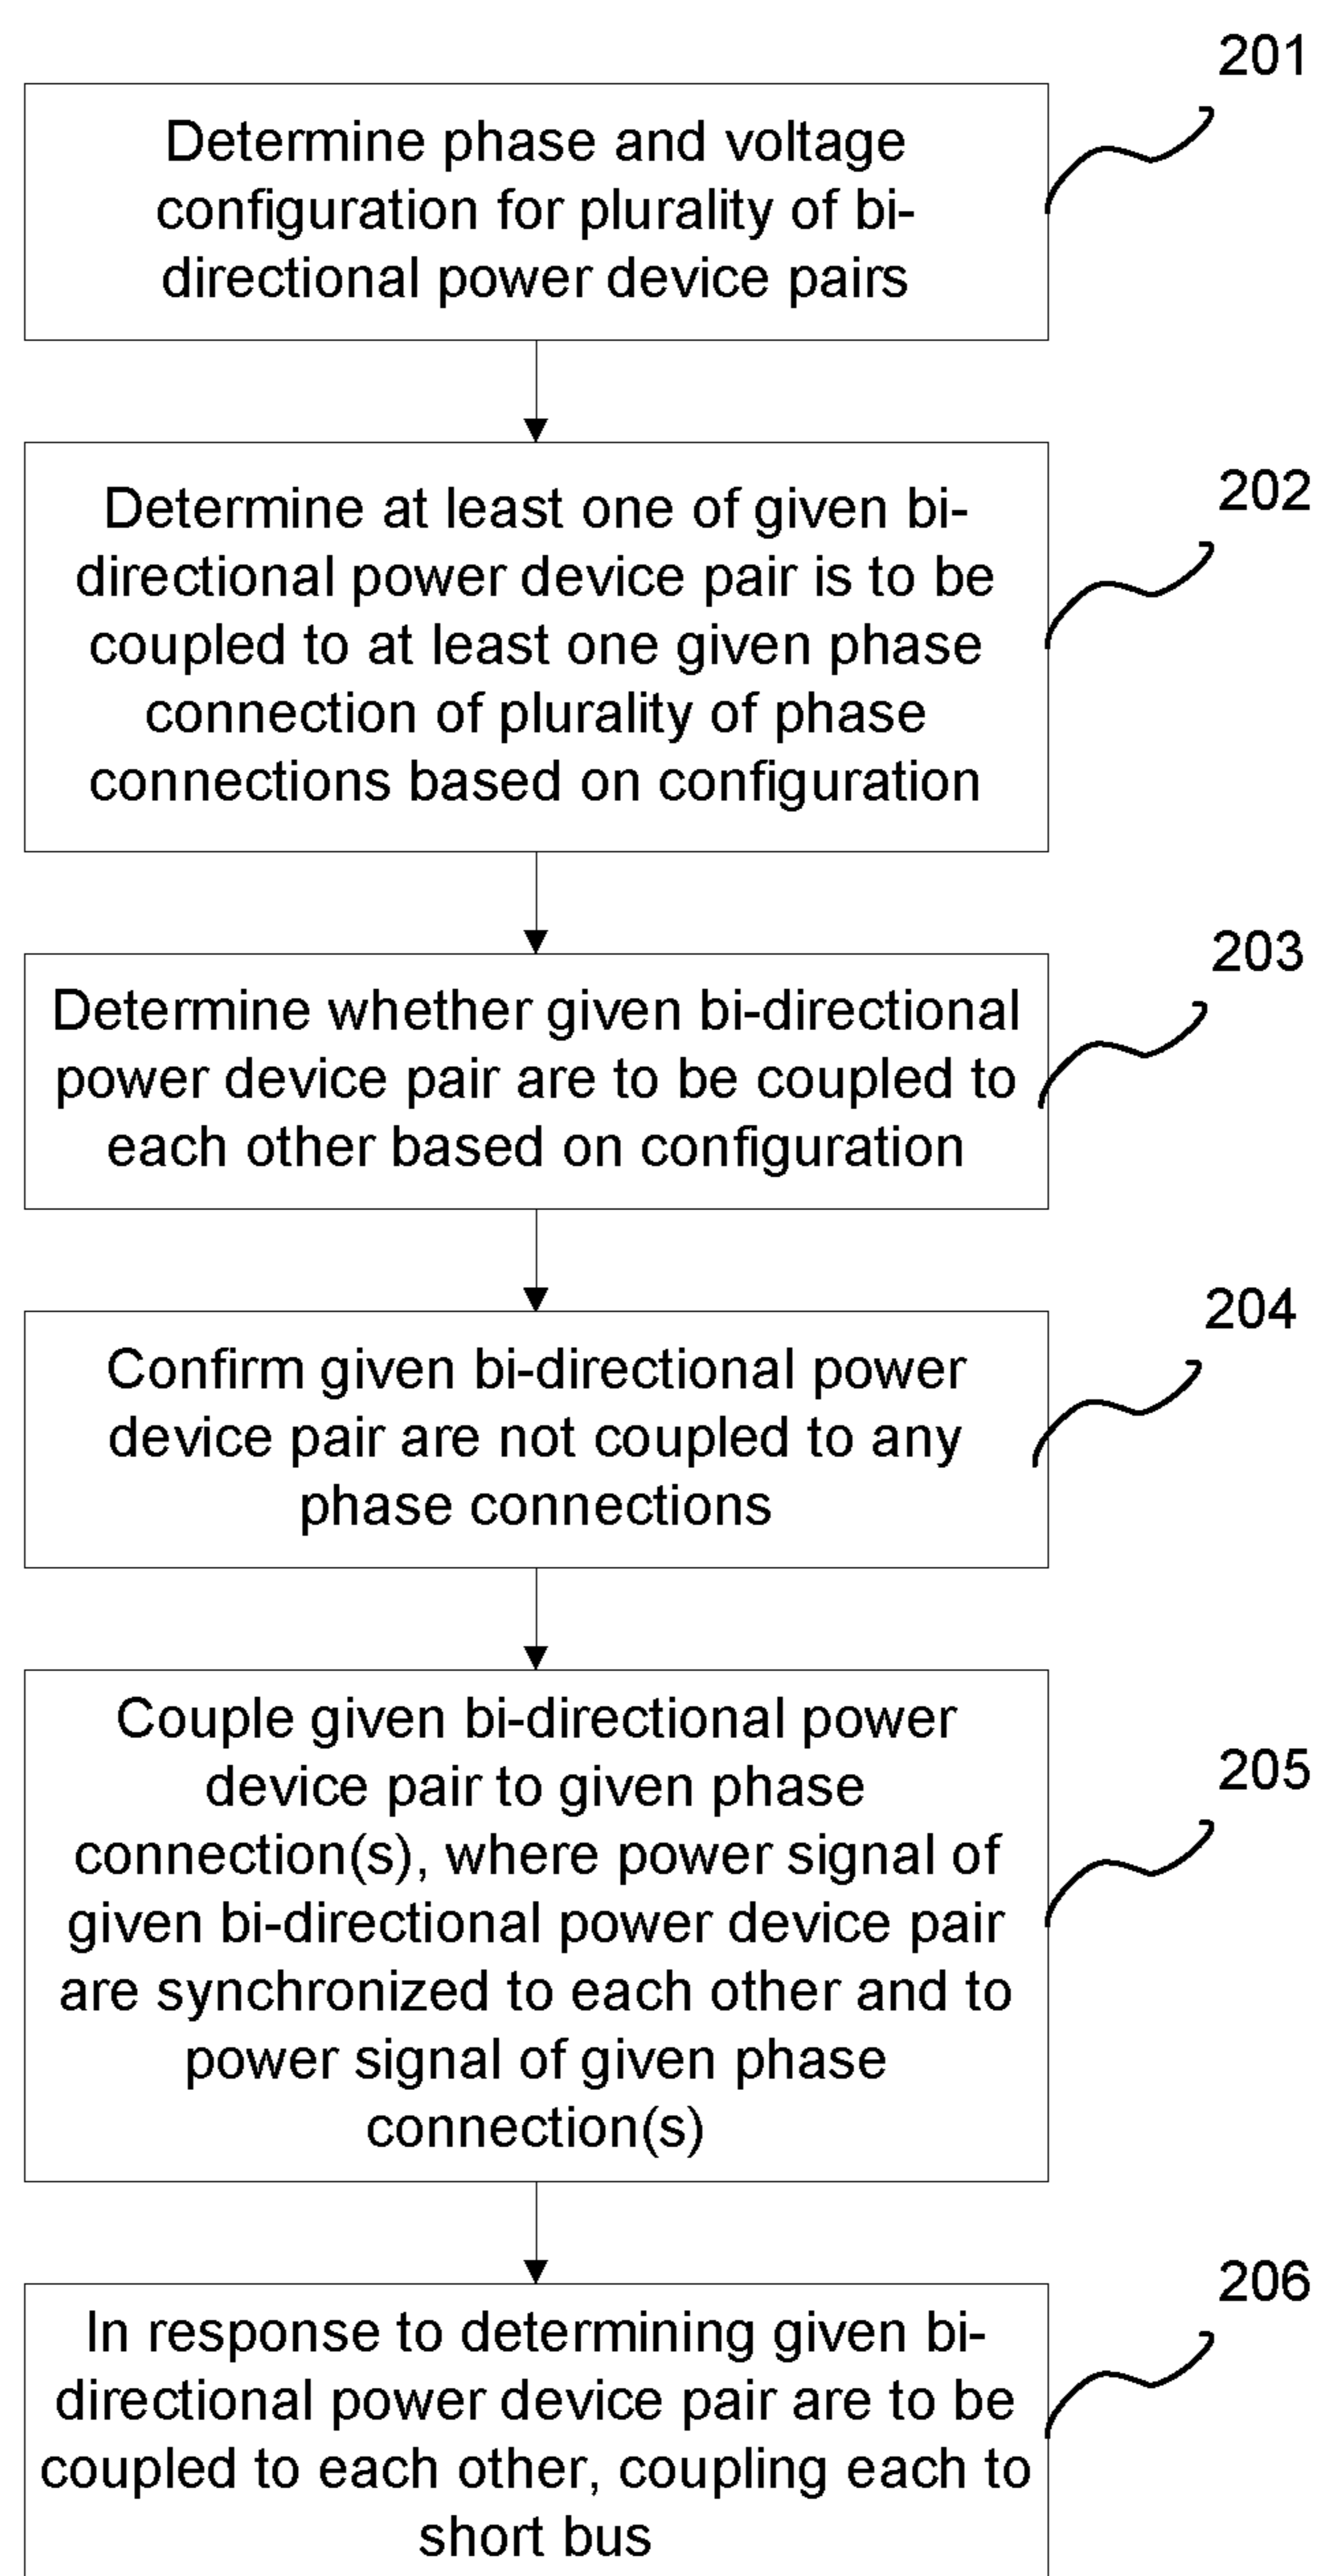 201
Determine phase and voltage
configuration for plurality of bi-
directional power device pairs
202
Determine at least one of given bi-
directional power device pair is to be
coupled to at least one given phase
connection of plurality of phase
connections based on configuration
203
Determine whether given bi-directional
power device pair are to be coupled to
each other based on configuration
204
Confirm given bi-directional power
device pair are not coupled to any
phase connections
205
Couple given bi-directional power
device pair to given phase
connection(s), where power signal of
given bi-directional power device pair
are synchronized to each other and to
power signal of given phase
connection(s)
206
In response to determining given bi-
directional power device pair are to be
coupled to each other, coupling each to
short bus